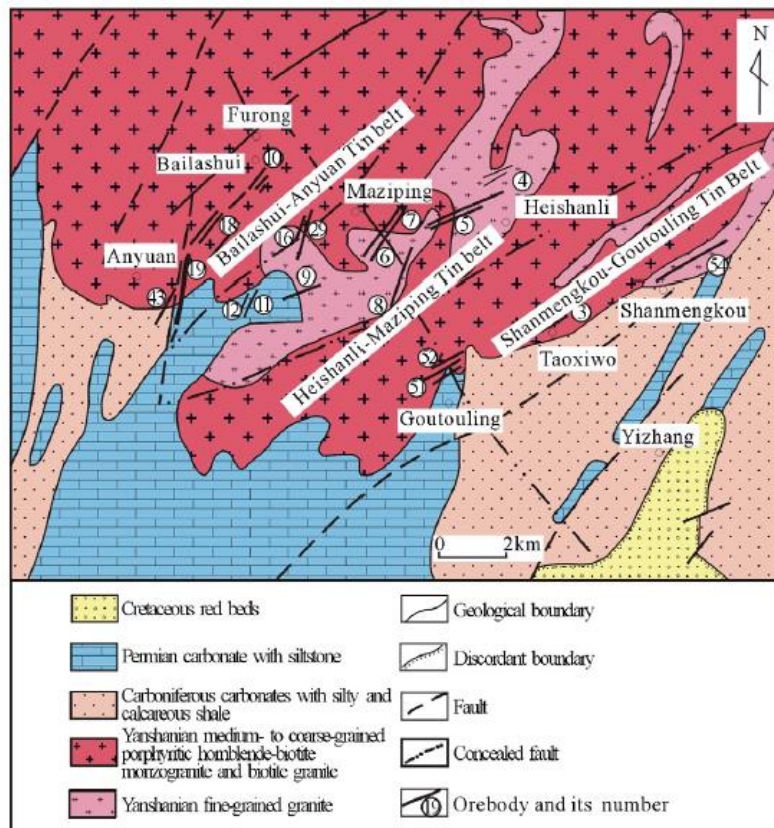 N
Furong
Bailashui
⑩
Bailashui-Anyuan Tin belt
Maziping
④
Heishanli
⑱
⑯
㉙
⑦
⑤
Anyuan
⑲
⑥
Shanmengkou-Goutouling Tin Belt
㊸
⑫
⑪
⑨
⑧
Heishanli-Maziping Tin belt
③
54
Shanmengkou
Taoxiwo
52
51
Goutouling
Yizhang
0 2km
Cretaceous red beds
Permian carbonate with siltstone
Carboniferous carbonates with silty and
calcareous shale
Yanshanian medium- to coarse-grained
porphyritic hornblende-biotite
monzogranite and biotite granite
Yanshanian fine-grained granite
Geological boundary
Discordant boundary
Fault
Concealed fault
⑲
Orebody and its number